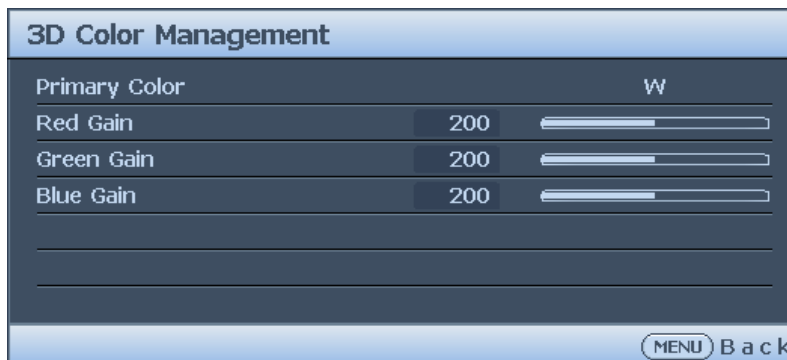 3D Color Management
Primary Color W
Red Gain 200
Green Gain 200
Blue Gain 200
MENU Back